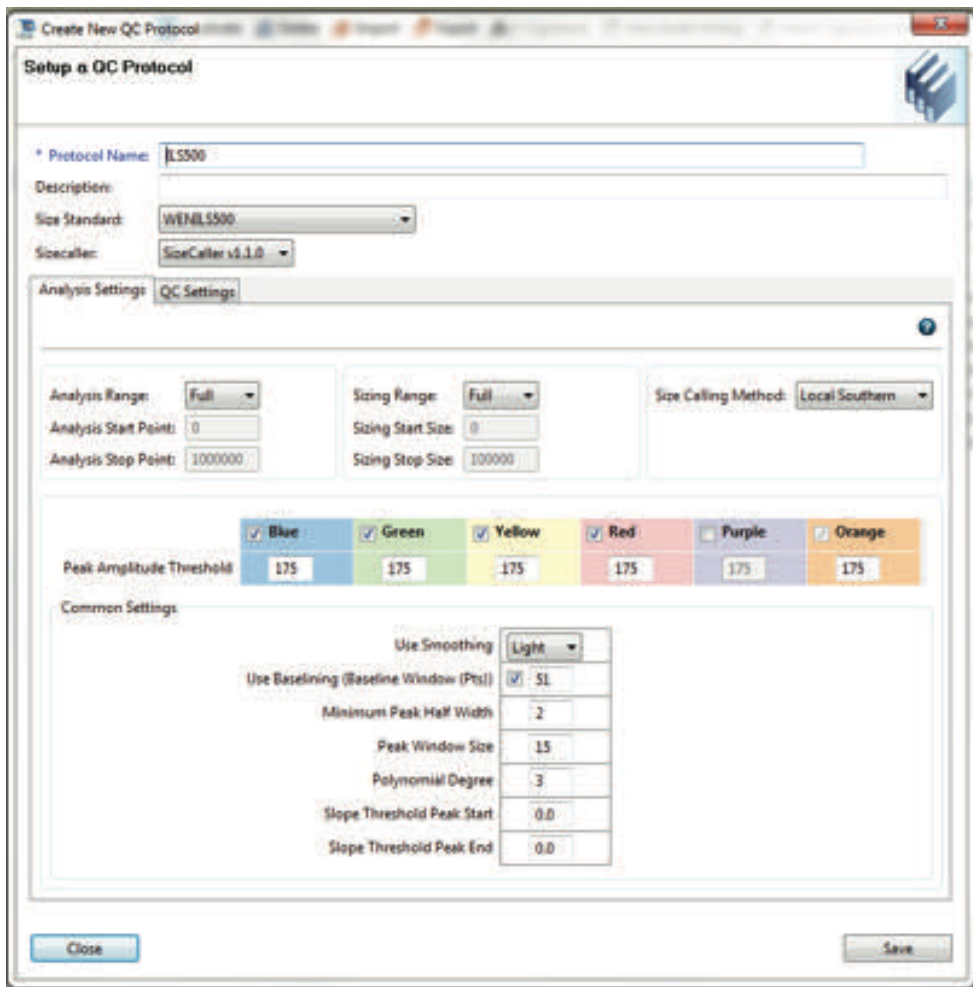 Create New QC Protocol
Setup a QC Protocol
* Protocol Name: ILS500
Description:
Size Standard: WENILS500
Sizecaller: SizeCaller v1.1.0
Analysis Settings QC Settings
Analysis Range: Full Sizing Range: Full Size Calling Method: Local Southern
Analysis Start Point: 0 Sizing Start Size: 0
Analysis Stop Point: 1000000 Sizing Stop Size: 100000
Blue Green Yellow Red Purple Orange
Peak Amplitude Threshold 175 175 175 175 175 175
Common Settings
Use Smoothing Light
Use Baselining (Baseline Window (Pts)) 51
Minimum Peak Half Width 2
Peak Window Size 15
Polynomial Degree 3
Slope Threshold Peak Start 0.0
Slope Threshold Peak End 0.0
Close Save